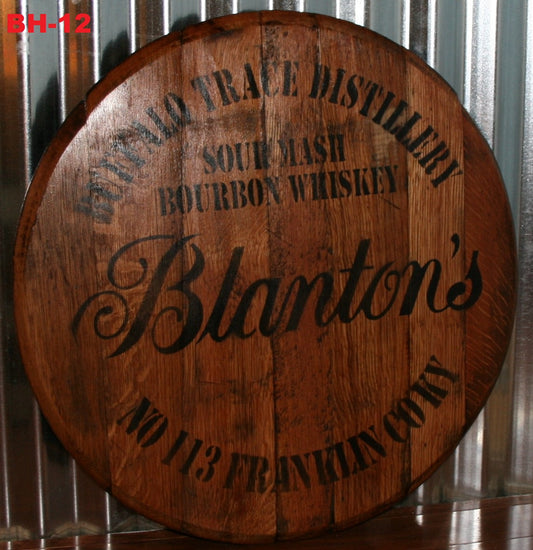 BH-12
BUFFALO TRACE DISTILLERY
SOUR MASH
BOURBON WHISKEY
Blanton's
NO 113 FRANKLIN CO KY